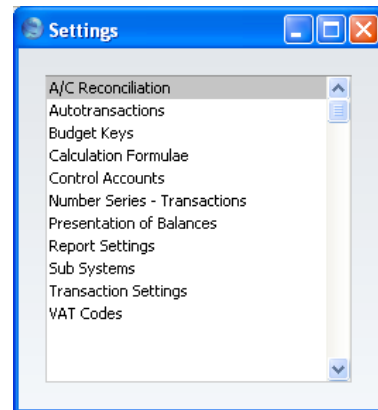 Settings
A/C Reconciliation
Autotransactions
Budget Keys
Calculation Formulae
Control Accounts
Number Series - Transactions
Presentation of Balances
Report Settings
Sub Systems
Transaction Settings
VAT Codes